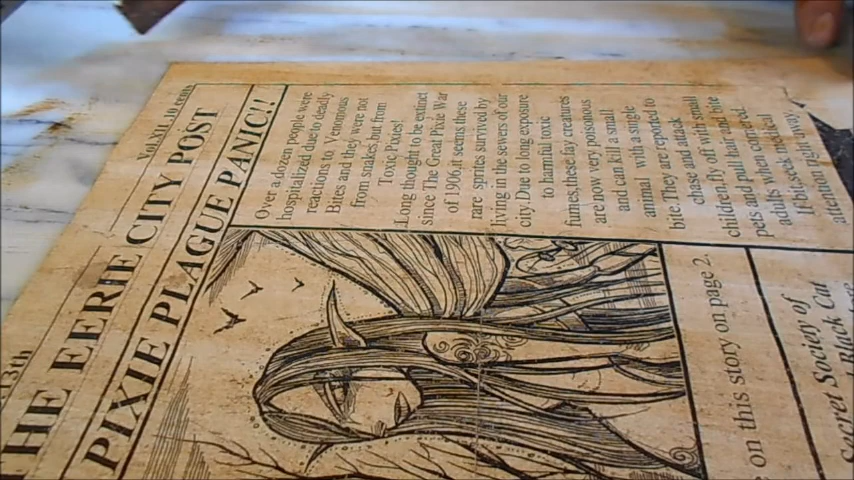 13th
Vol.XII, 10 cents
HE EERIE CITY POST
PIXIE PLAGUE PANIC!!
Over a dozen people were
hospitalized due to deadly
reactions to Venomous
Bites and they were not
from snakes,but from
Toxic Pixies!
Long thought to be extinct
since The Great Pixie War
of 1906,it seems these
rare sprites survived by
living in the sewers of our
city.Due to long exposure
to harmful toxic
fumes,these fay creatures
are now very poisonous
and can kill a small
animal with a single
bite.They are reported to
chase and attack small
children,fly off with and bite
pets and pull hair
adults when cornered.
If bit,seek medical
attention right away.
on this story on page 2.
Secret Society of
Black Cat